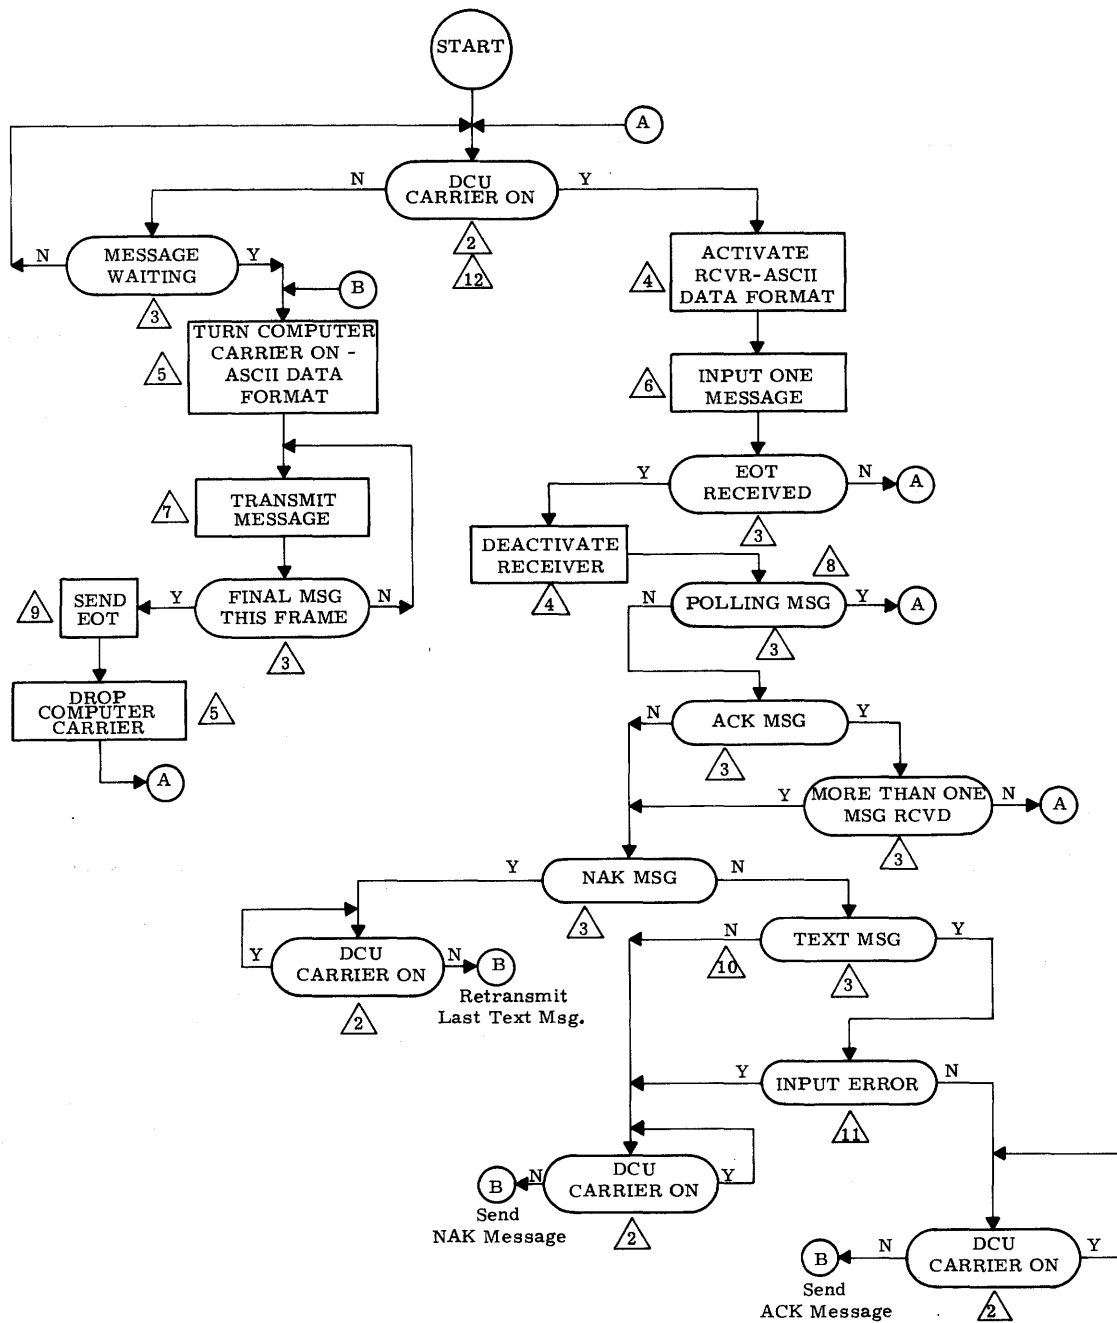 START
A
N
DCU
CARRIER ON
Y
2
12
N
MESSAGE
WAITING
Y
3
B
ACTIVATE
RCVR-ASCII
DATA FORMAT
4
TURN COMPUTER
CARRIER ON -
ASCII DATA
FORMAT
5
INPUT ONE
MESSAGE
6
Y
EOT
RECEIVED
N
A
3
TRANSMIT
MESSAGE
7
DEACTIVATE
RECEIVER
4
8
N
POLLING MSG
Y
A
3
9
SEND
EOT
Y
FINAL MSG
THIS FRAME
N
3
DROP
COMPUTER
CARRIER
5
A
N
ACK MSG
Y
3
Y
MORE THAN ONE
MSG RCVD
N
A
3
Y
NAK MSG
N
3
Y
DCU
CARRIER ON
N
B
2
Retransmit
Last Text Msg.
N
10
TEXT MSG
Y
3
Y
INPUT ERROR
N
11
B
N
DCU
CARRIER ON
Y
2
Send
NAK Message
B
N
DCU
CARRIER ON
Y
2
Send
ACK Message